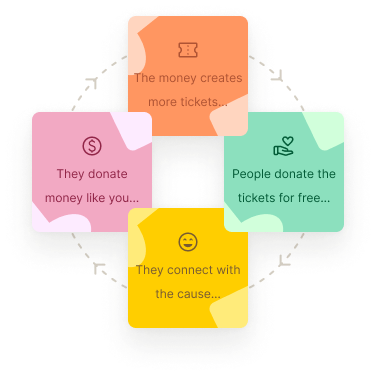 The money creates
more tickets...
They donate
money like you...
People donate the
tickets for free...
They connect with
the cause...